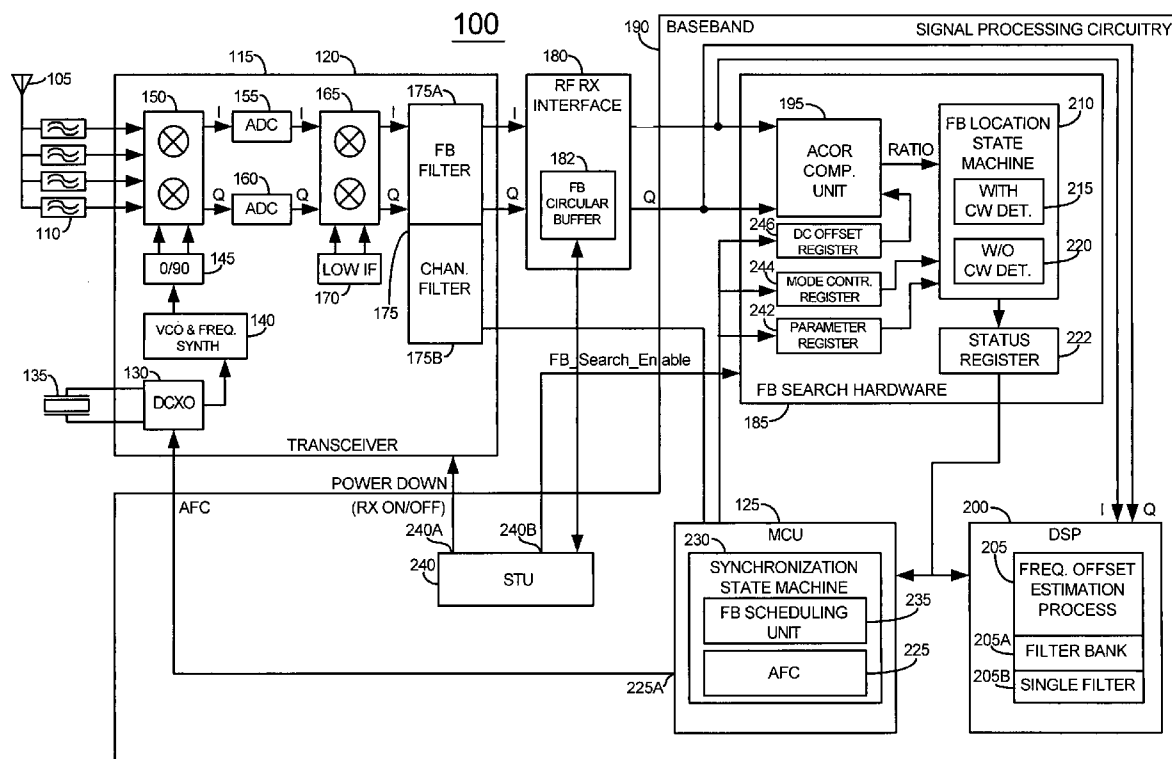 100
SIGNAL PROCESSING CIRCUITRY
190
BASEBAND
105
110
115
120
150
I
ADC
155
I
165
I
175A
FB
FILTER
Q
ADC
160
Q
Q
CHAN.
FILTER
175
175B
0/90
145
LOW IF
170
VCO & FREQ.
SYNTH
140
135
130
DCXO
TRANSCEIVER
180
RF RX
INTERFACE
I
Q
182
FB
CIRCULAR
BUFFER
I
Q
195
ACOR
COMP.
UNIT
RATIO
210
FB LOCATION
STATE
MACHINE
WITH
CW DET.
215
W/O
CW DET.
220
246
DC OFFSET
REGISTER
244
MODE CONTR.
REGISTER
242
PARAMETER
REGISTER
STATUS
REGISTER
222
FB SEARCH HARDWARE
185
FB_Search_Enable
AFC
POWER DOWN
(RX ON/OFF)
240A
240B
240
STU
125
MCU
230
SYNCHRONIZATION
STATE MACHINE
FB SCHEDULING
UNIT
235
AFC
225
225A
I
Q
200
DSP
205
FREQ. OFFSET
ESTIMATION
PROCESS
205A
FILTER BANK
205B
SINGLE FILTER